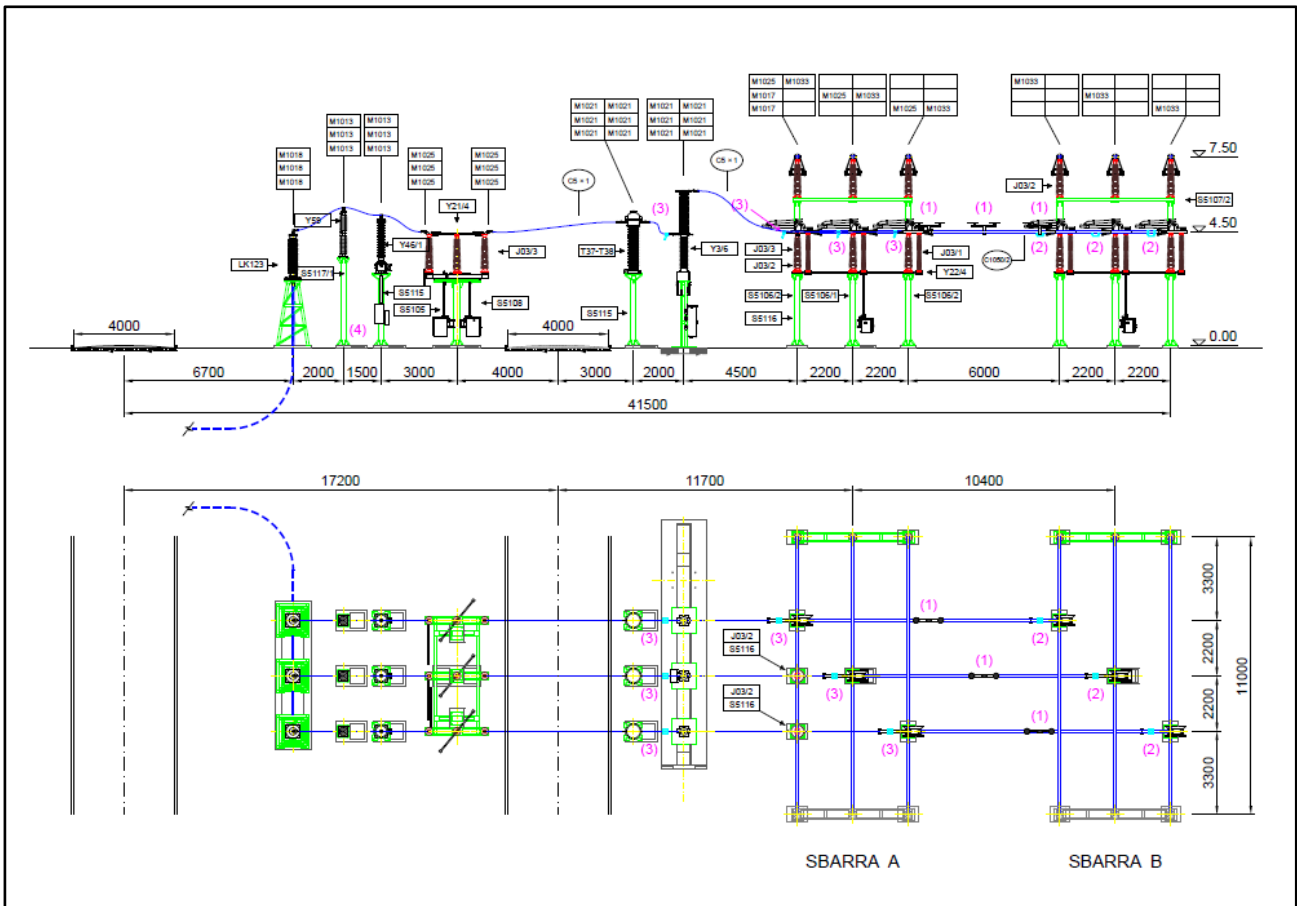 M1025 M1033
M1017
M1017
M1025 M1033
M1025 M1033
M1033
M1033
M1033
M1021 M1021
M1021 M1021
M1021 M1021
M1021 M1021
M1021 M1021
M1021 M1021
M1013
M1013
M1013
M1013
M1013
M1013
M1018
M1018
M1018
M1025
M1025
M1025
M1025
M1025
M1025
C5 × 1
C5 × 1
7.50
J03/2
S5107/2
Y21/4
Y58
(3)
(3)
(1)
(1)
(1)
4.50
Y46/1
J03/3
T37-T38
Y3/6
J03/3
(3)
(3)
J03/1
(2)
(2)
(2)
LK123
S5117/1
J03/2
Y22/4
C1050/2
S5115
S5105
S5108
S5115
S5106/2
S5106/1
S5106/2
S5116
4000
(4)
4000
0.00
6700
2000
1500
3000
4000
3000
2000
4500
2200
2200
6000
2200
2200
41500
17200
11700
10400
3300
(1)
(3)
(3)
(2)
2200
J03/2
S5116
(1)
11000
(3)
(3)
(2)
2200
J03/2
S5116
(1)
(3)
(3)
(2)
3300
SBARRA A
SBARRA B